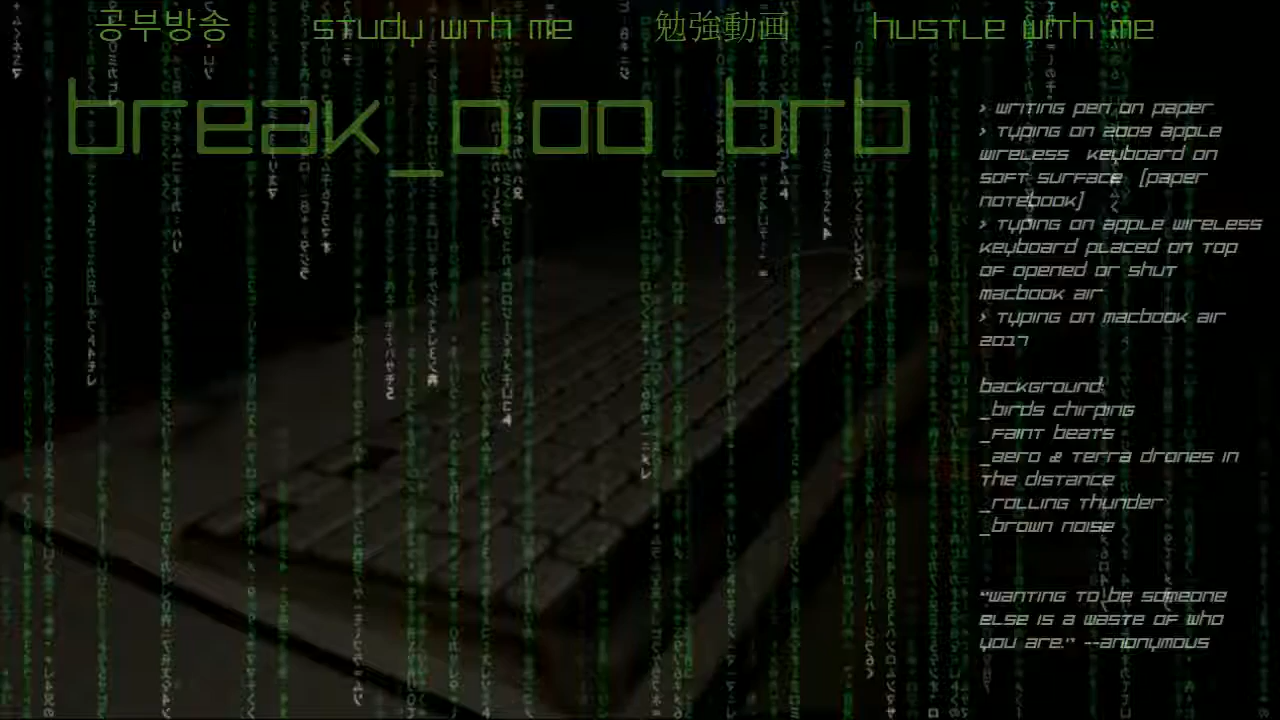 공부방송 study with me 勉強動画 hustle with me
break_0:00_brb
> writing pen on paper
> typing on 2009 apple
wireless keyboard on
soft surface [paper
notebook]
> typing on apple wireless
keyboard placed on top
of opened or shut
macbook air
> typing on macbook air
2017
background:
_birds chirping
_faint beats
_aero & terra drones in
the distance
_rolling thunder
_brown noise
"wanting to be someone
else is a waste of who
you are." --anonymous